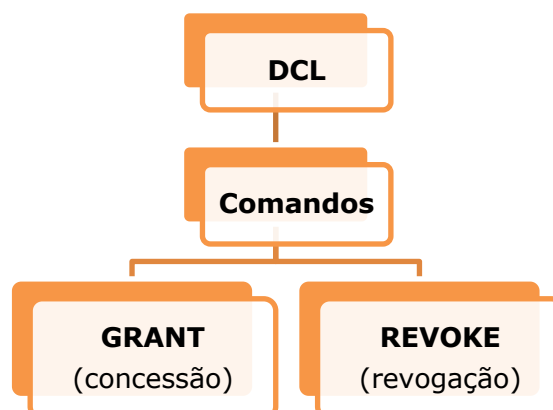 DCL
Comandos
GRANT
(concessão)
REVOKE
(revogação)